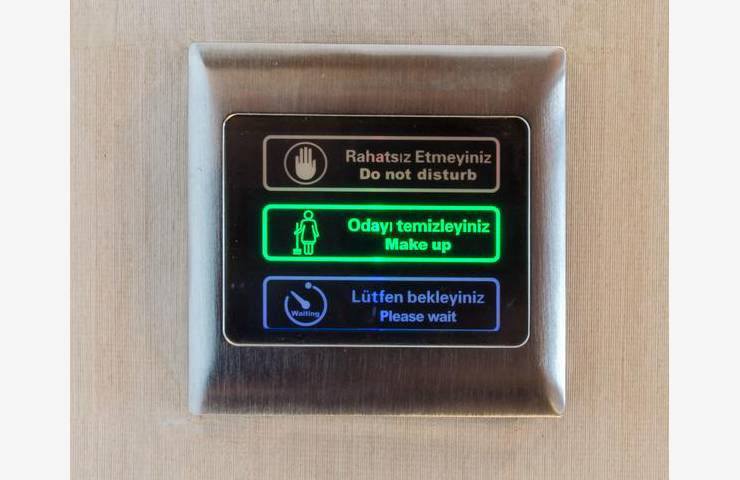 Rahatsız Etmeyiniz
Do not disturb
Odayı temizleyiniz
Make up
Lütfen bekleyiniz
Waiting
Please wait